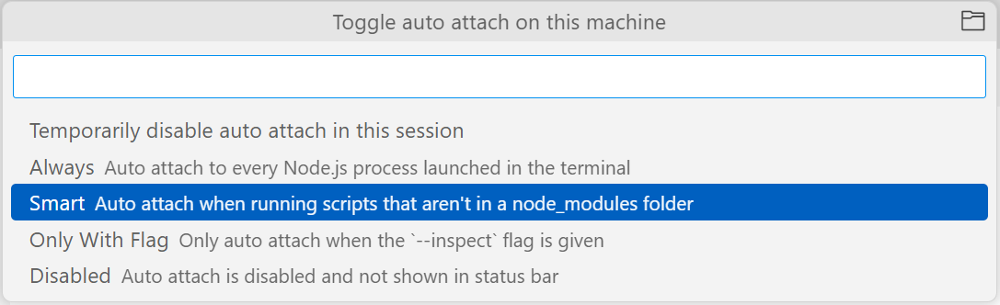 Toggle auto attach on this machine
Temporarily disable auto attach in this session
Always Auto attach to every Node.js process launched in the terminal
Smart Auto attach when running scripts that aren't in a node_modules folder
Only With Flag Only auto attach when the `--inspect` flag is given
Disabled Auto attach is disabled and not shown in status bar